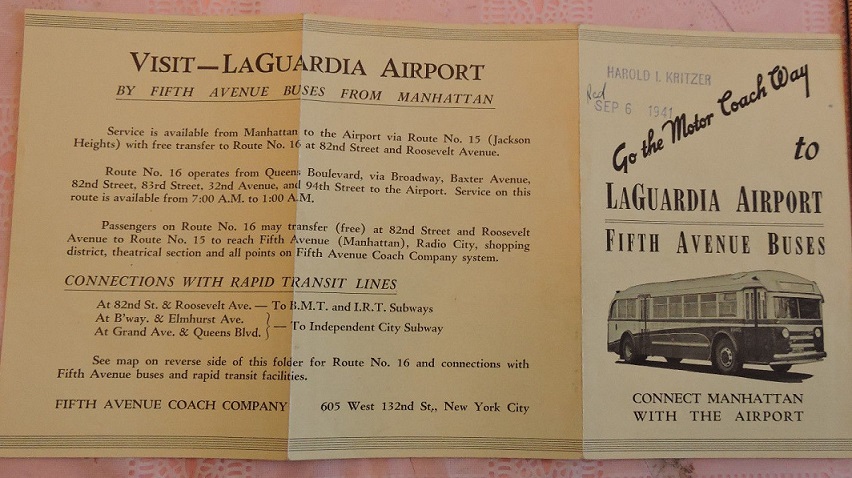 VISIT—LAGUARDIA AIRPORT
BY FIFTH AVENUE BUSES FROM MANHATTAN
Service is available from Manhattan to the Airport via Route No. 15 (Jackson
Heights) with free transfer to Route No. 16 at 82nd Street and Roosevelt Avenue.
Route No. 16 operates from Queens Boulevard, via Broadway, Baxter Avenue,
82nd Street, 83rd Street, 32nd Avenue, and 94th Street to the Airport. Service on this
route is available from 7:00 A.M. to 1:00 A.M.
Passengers on Route No. 16 may transfer (free) at 82nd Street and Roosevelt
Avenue to Route No. 15 to reach Fifth Avenue (Manhattan), Radio City, shopping
district, theatrical section and all points on Fifth Avenue Coach Company system.
CONNECTIONS WITH RAPID TRANSIT LINES
At 82nd St. & Roosevelt Ave. — To B.M.T. and I.R.T. Subways
At B'way. & Elmhurst Ave.
At Grand Ave. & Queens Blvd. } — To Independent City Subway
See map on reverse side of this folder for Route No. 16 and connections with
Fifth Avenue buses and rapid transit facilities.
FIFTH AVENUE COACH COMPANY 605 West 132nd St., New York City
HAROLD I. KRITZER
Red
SEP 6 1941
Go the Motor Coach Way
to
LAGUARDIA AIRPORT
FIFTH AVENUE BUSES
CONNECT MANHATTAN
WITH THE AIRPORT